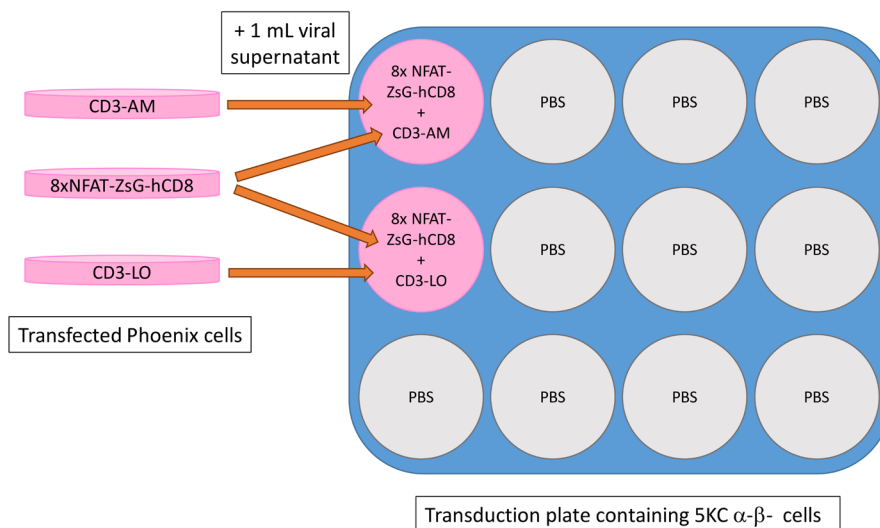 + 1 mL viral
supernatant
CD3-AM
8xNFAT-ZsG-hCD8
CD3-LO
Transfected Phoenix cells
8x NFAT-
ZsG-hCD8
+
CD3-AM
PBS
PBS
PBS
8x NFAT-
ZsG-hCD8
+
CD3-LO
PBS
PBS
PBS
PBS
PBS
PBS
PBS
Transduction plate containing 5KC α-β- cells